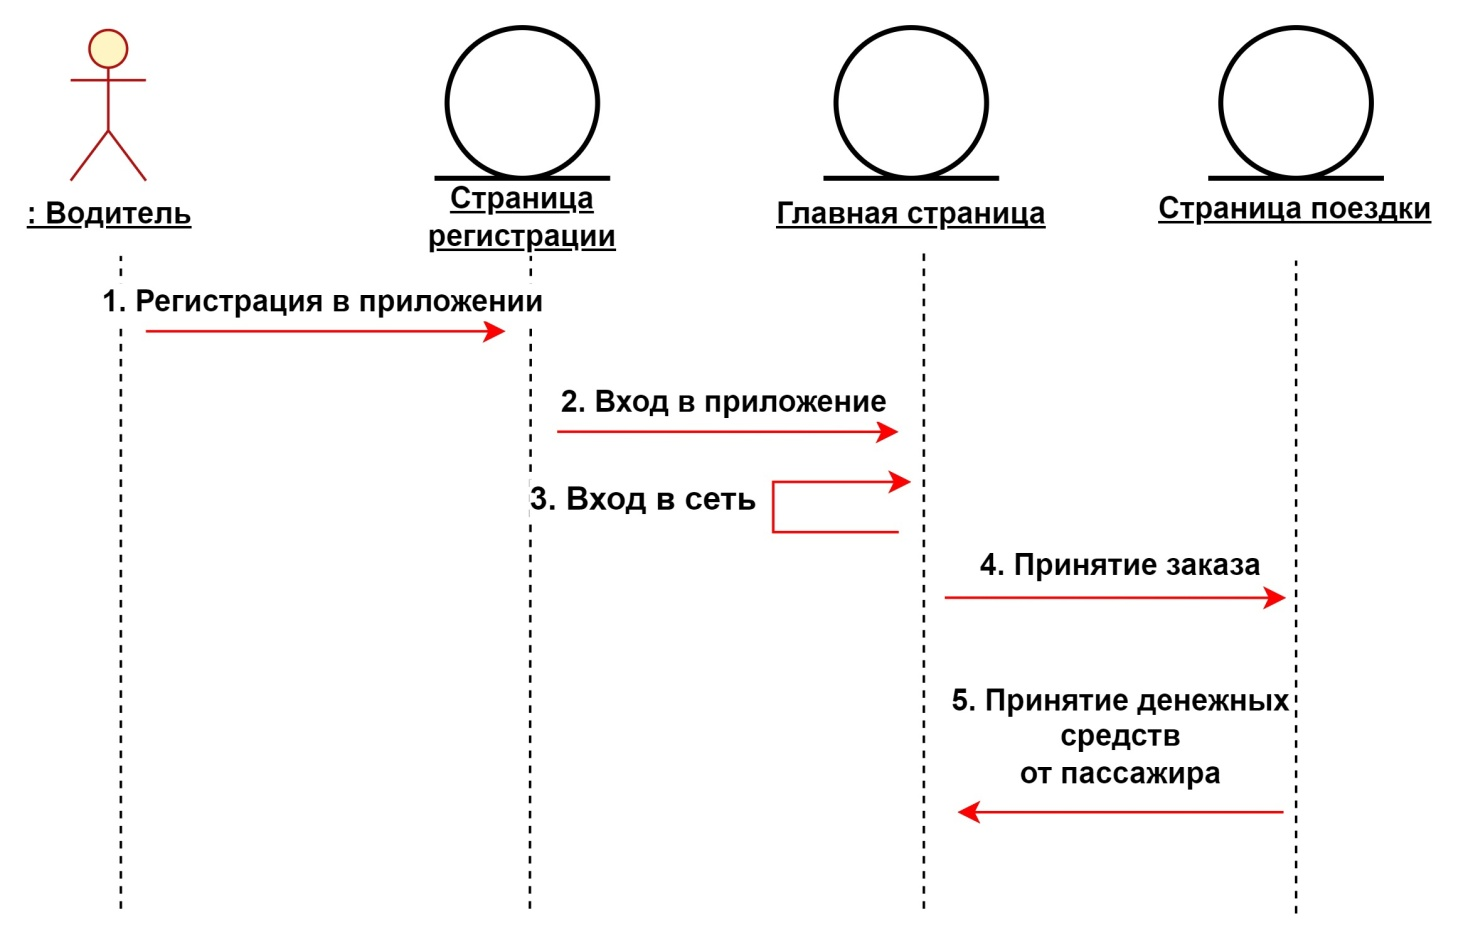 : Водитель
Страница
регистрации
Главная страница
Страница поездки
1. Регистрация в приложении
2. Вход в приложение
3. Вход в сеть
4. Принятие заказа
5. Принятие денежных
средств
от пассажира